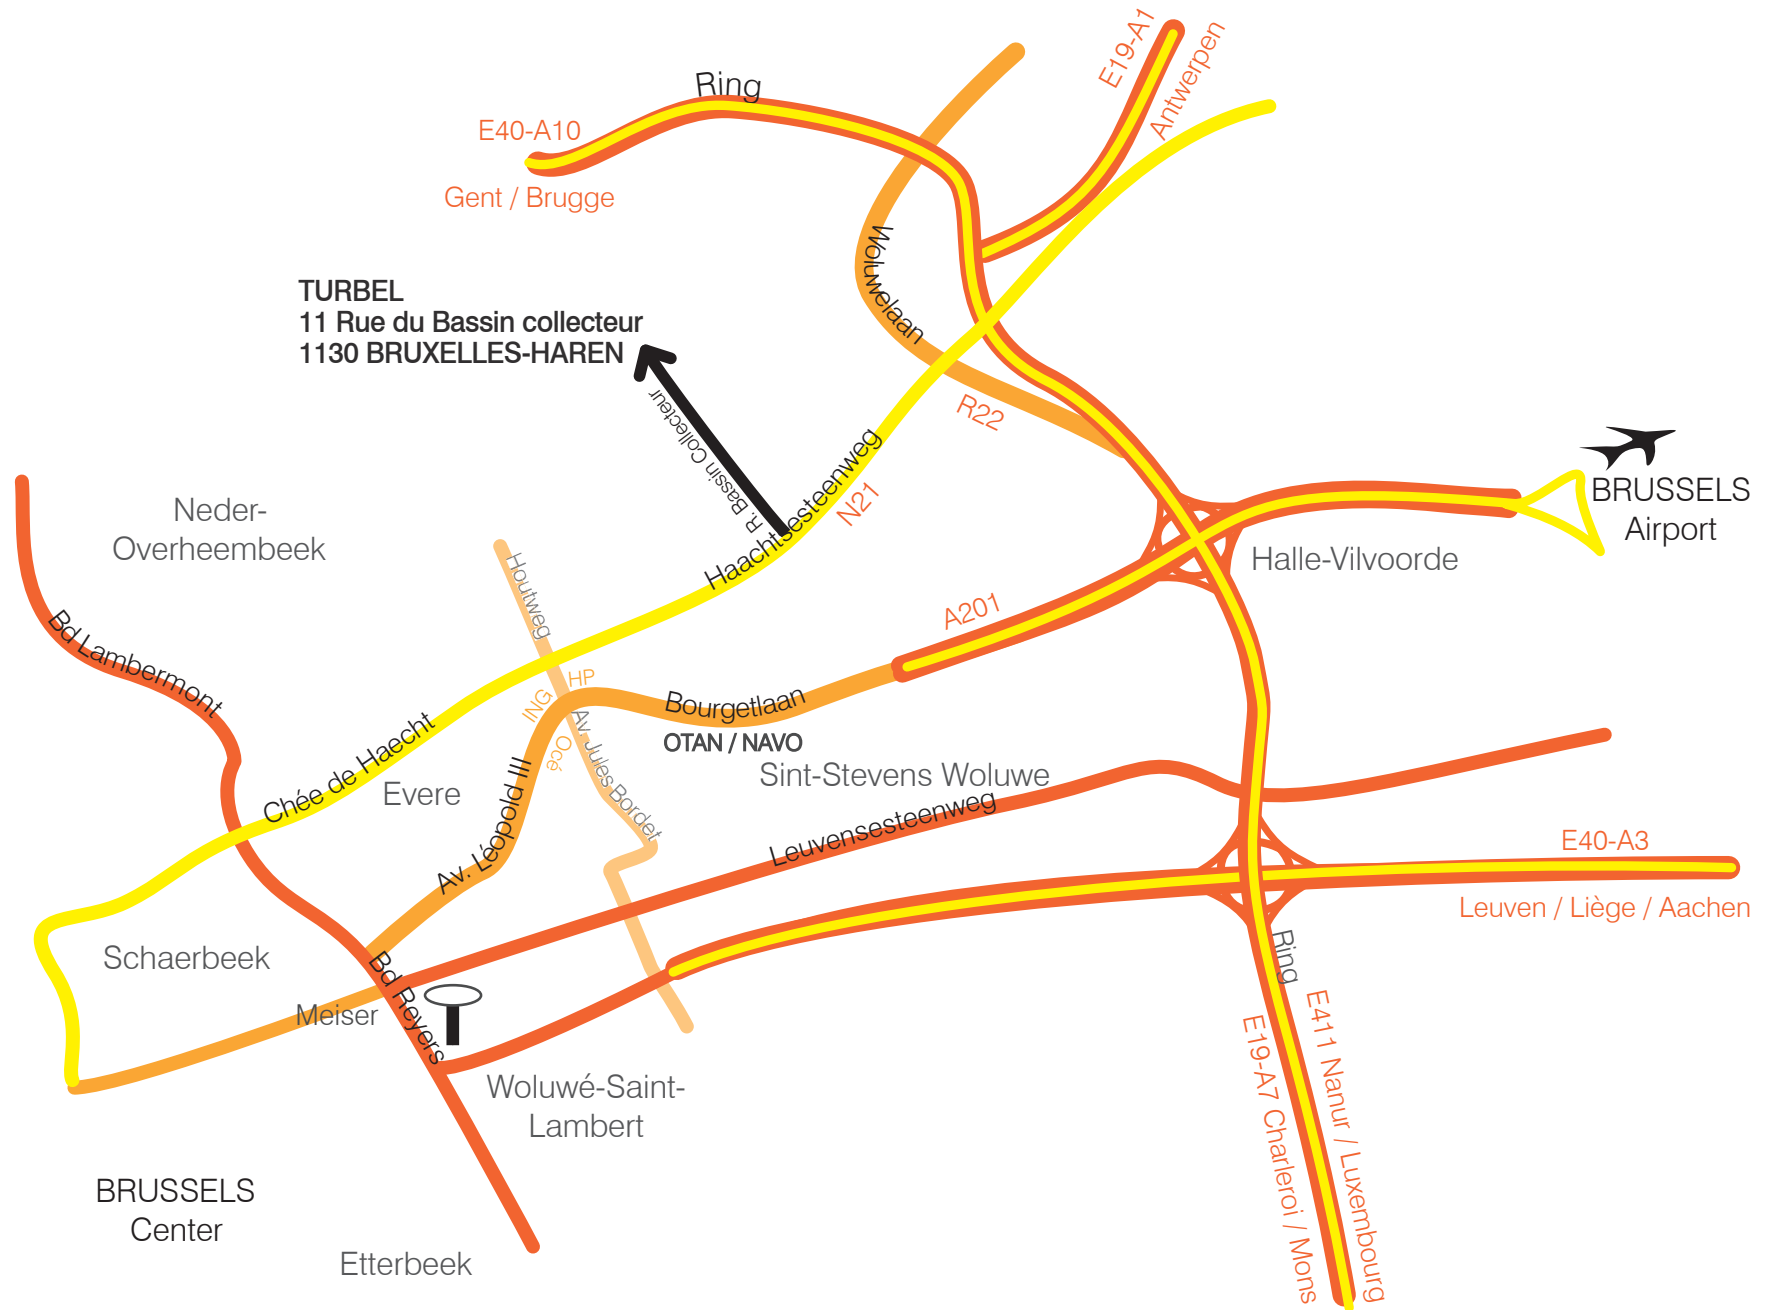 E19-A1
Antwerpen
Ring
E40-A10
Gent / Brugge
Woluwelaan
TURBEL
11 Rue du Bassin collecteur
1130 BRUXELLES-HAREN
R. Bassin Collecteur
R22
Haachtsesteenweg
N21
BRUSSELS
Airport
Halle-Vilvoorde
Neder-
Overheembeek
Houtweg
A201
Bd Lambermont
HP
ING
Océ
Bourgetlaan
OTAN / NAVO
Av. Jules Bordet
Chée de Haecht
Evere
Av. Léopold III
Sint-Stevens Woluwe
Leuvensesteenweg
E40-A3
Leuven / Liège / Aachen
Schaerbeek
Meiser
Bd Reyers
Ring
E411 Nanur / Luxembourg
E19-A7 Charleroi / Mons
Woluwé-Saint-
Lambert
BRUSSELS
Center
Etterbeek